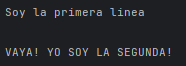 Soy la primera linea
VAYA! YO SOY LA SEGUNDA!